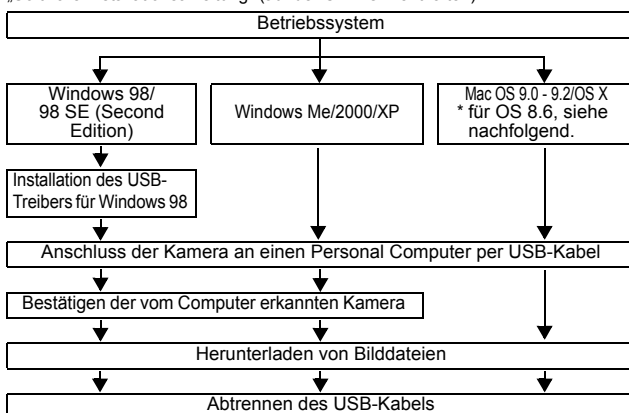 Betriebssystem
Windows 98/
98 SE (Second
Edition)
Windows Me/2000/XP
Mac OS 9.0 - 9.2/OS X
* für OS 8.6, siehe
nachfolgend.
Installation des USB-
Treibers für Windows 98
Anschluss der Kamera an einen Personal Computer per USB-Kabel
Bestätigen der vom Computer erkannten Kamera
Herunterladen von Bilddateien
Abtrennen des USB-Kabels